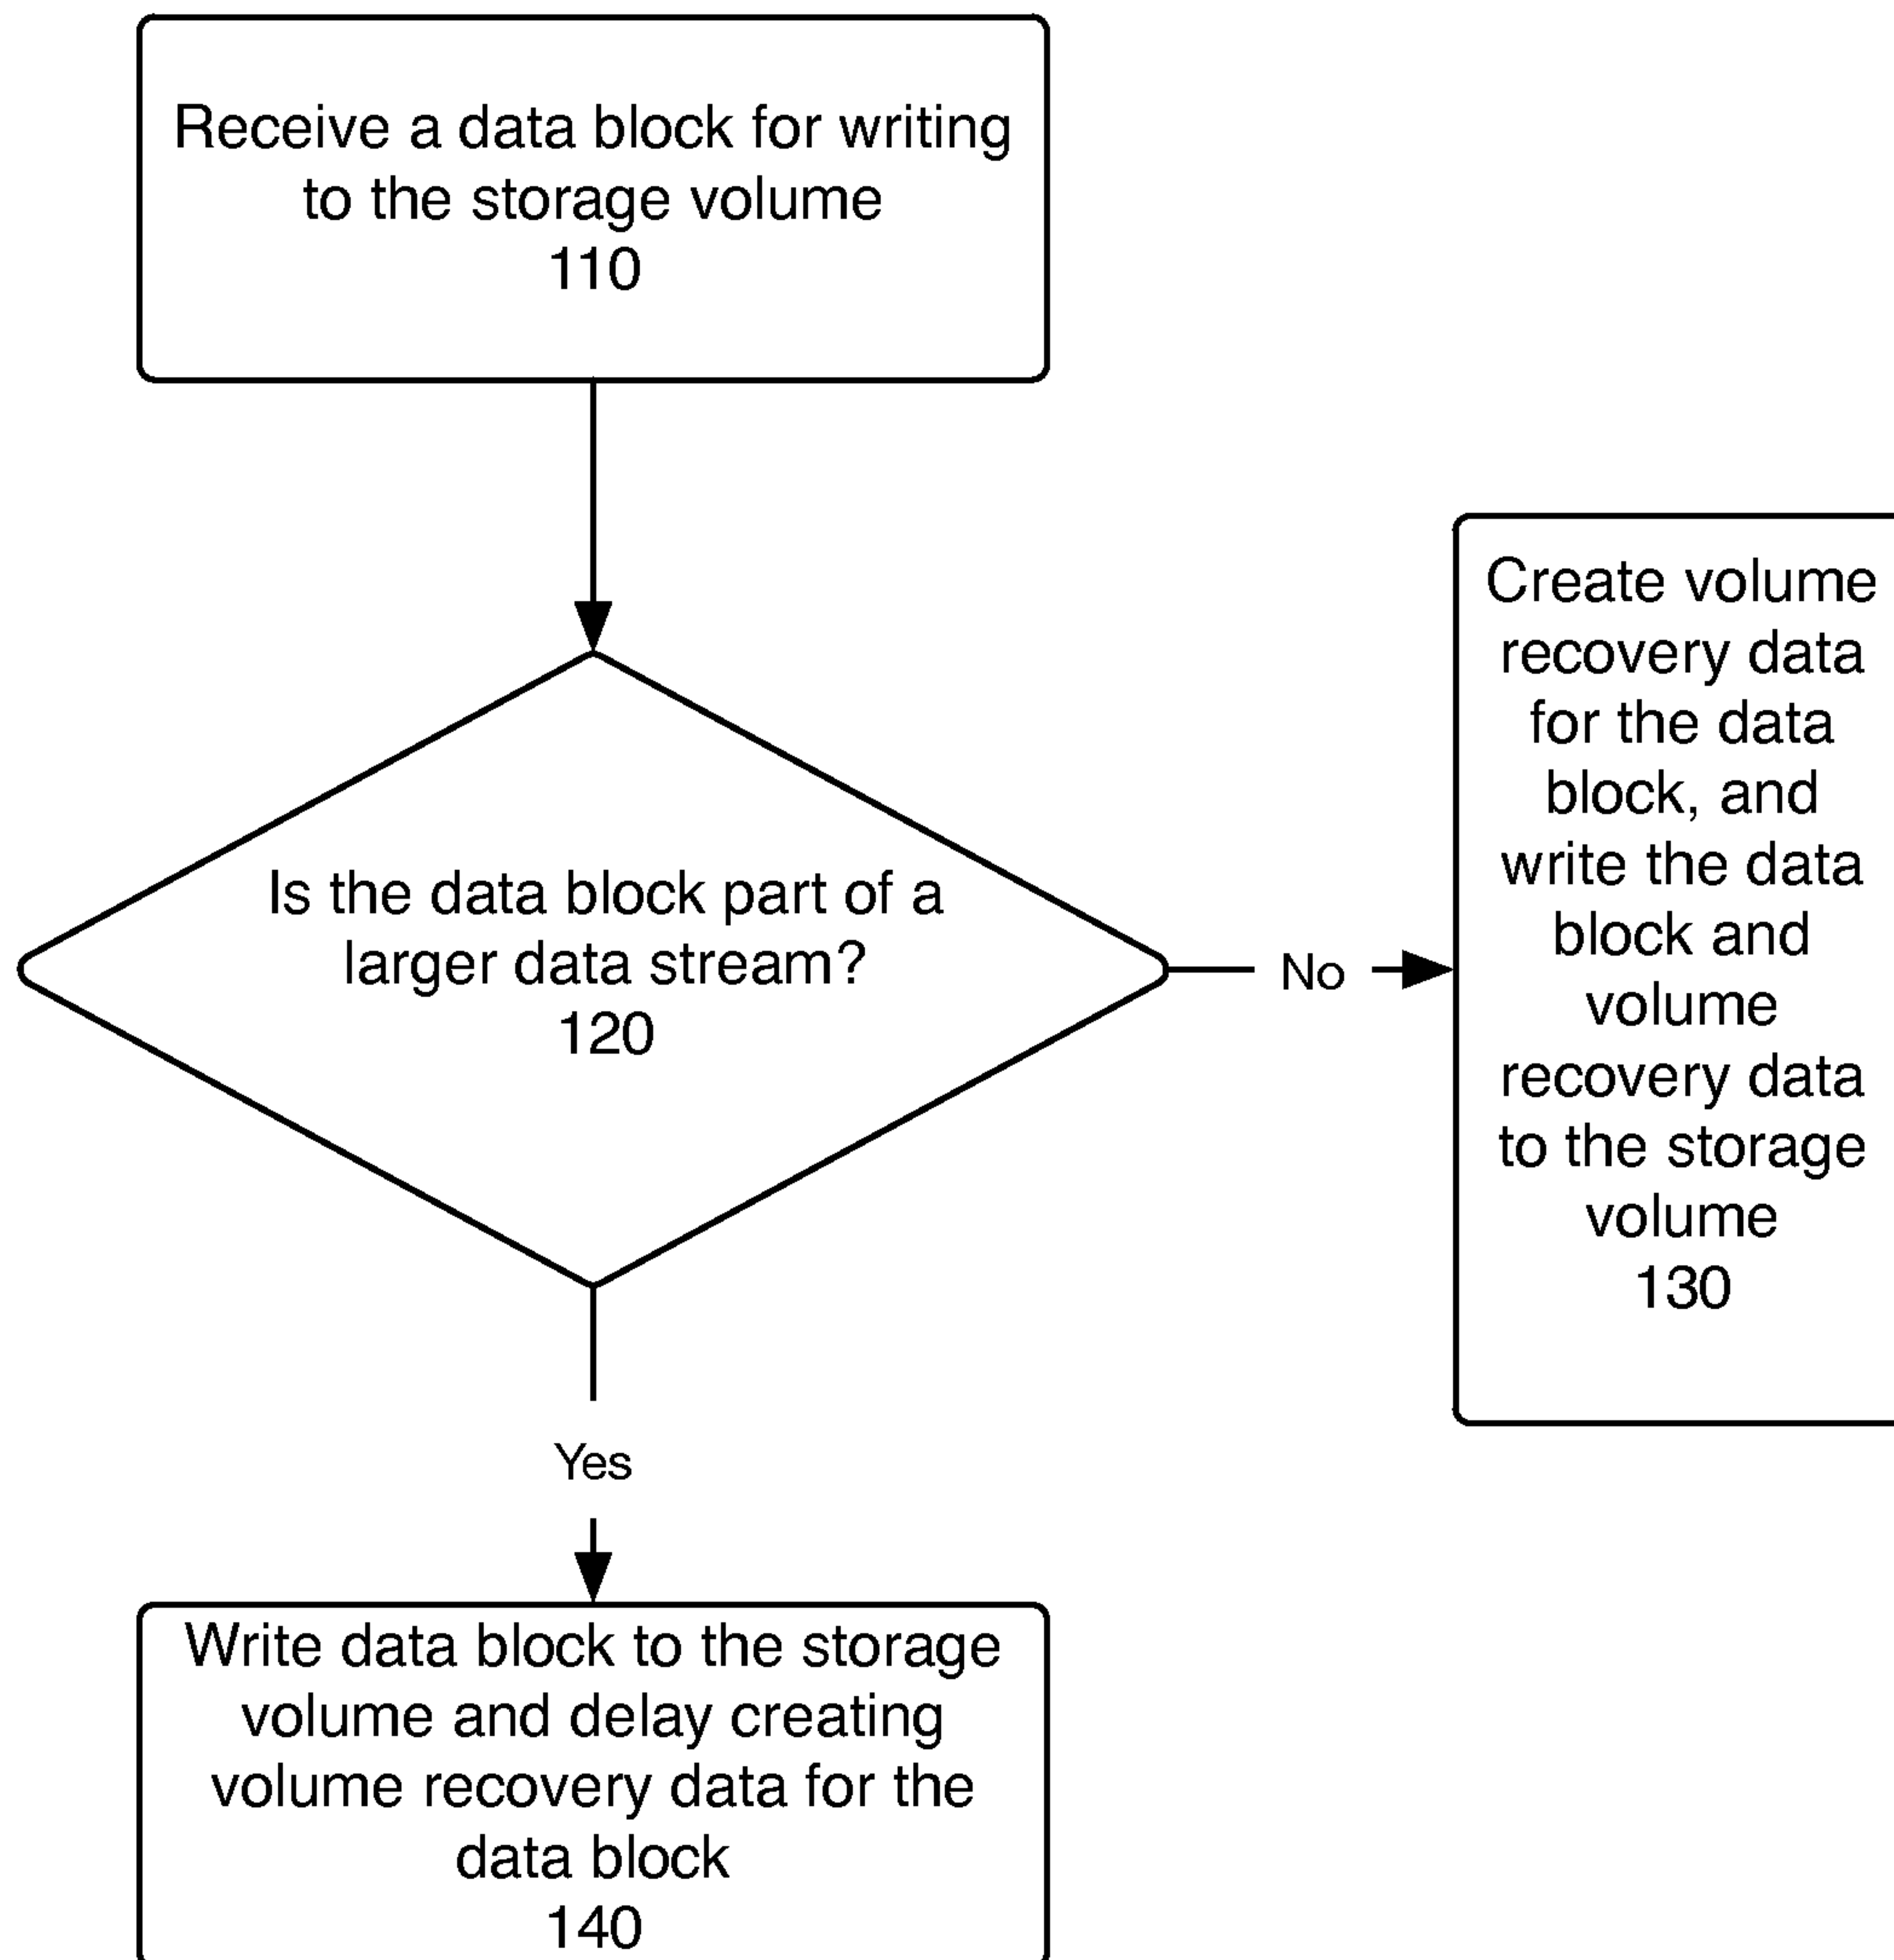 Receive a data block for writing
to the storage volume
110
Is the data block part of a
larger data stream?
120
No
Create volume
recovery data
for the data
block, and
write the data
block and
volume
recovery data
to the storage
volume
130
Yes
Write data block to the storage
volume and delay creating
volume recovery data for the
data block
140